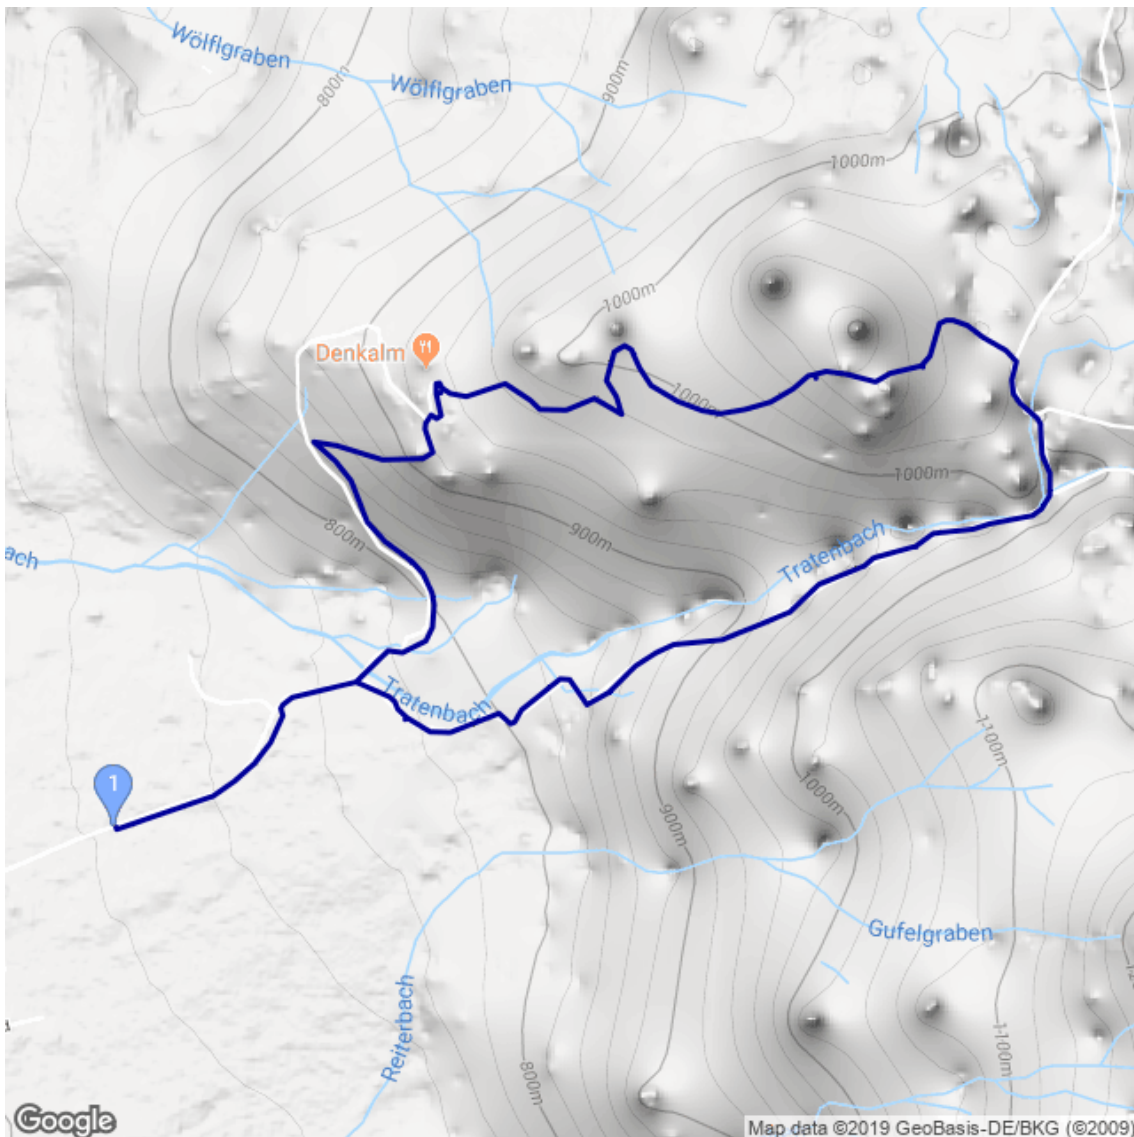 Wölflgraben
Wölflgraben
800m
900m
1000m
1000m
Denkalm
1000m
1000m
800m
900m
ach
Tratenbach
Tratenbach
1
1100m
1000m
900m
Gufelgraben
Reiterbach
800m
1100m
Google
Map data ©2019 GeoBasis-DE/BKG (©2009)